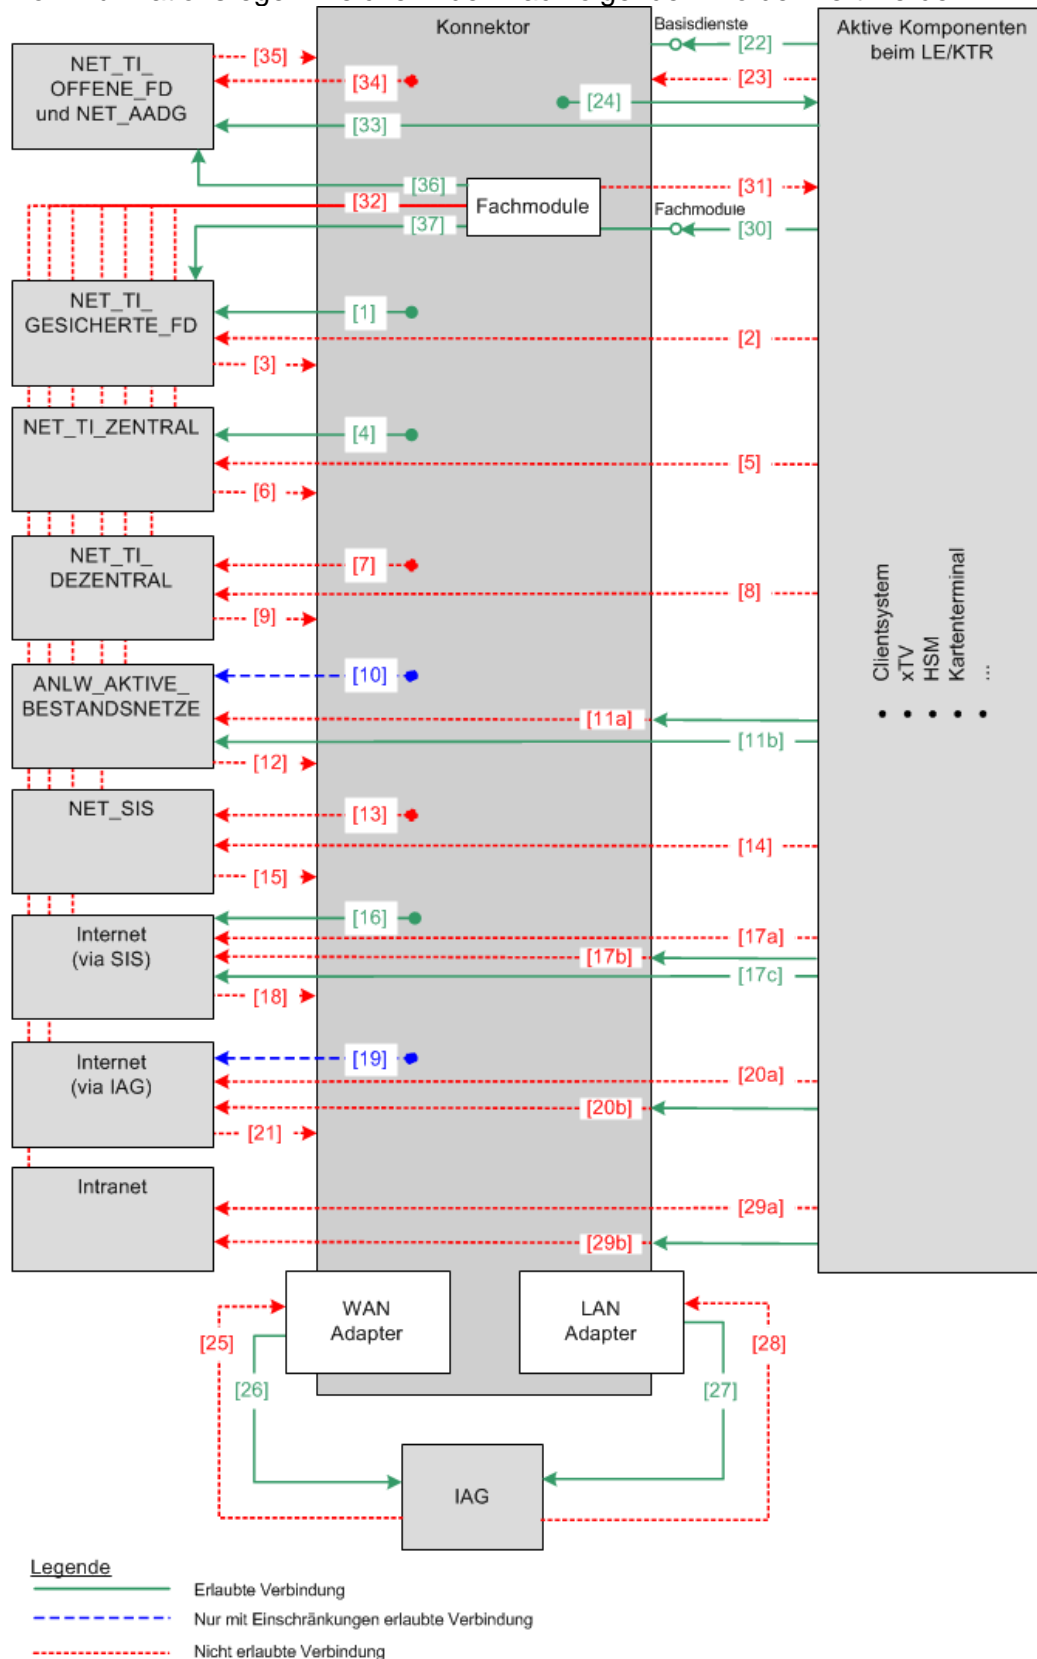 Konnektor
Basisdienste
Aktive Komponenten
beim LE/KTR
NET_TI_
OFFENE_FD
und NET_AADG
[35]
[34]
[33]
[22]
[23]
[24]
[36]
[32]
[37]
Fachmodule
[31]
Fachmodule
[30]
NET_TI_
GESICHERTE_FD
[1]
[2]
[3]
NET_TI_ZENTRAL
[4]
[5]
[6]
NET_TI_
DEZENTRAL
[7]
[8]
[9]
Clientsystem
xTV
HSM
Kartenterminal
...
ANLW_AKTIVE_
BESTANDSNETZE
[10]
[11a]
[11b]
[12]
NET_SIS
[13]
[14]
[15]
Internet
(via SIS)
[16]
[17a]
[17b]
[17c]
[18]
Internet
(via IAG)
[19]
[20a]
[20b]
[21]
Intranet
[29a]
[29b]
WAN
Adapter
LAN
Adapter
[25]
[26]
[27]
[28]
IAG
Legende
Erlaubte Verbindung
Nur mit Einschränkungen erlaubte Verbindung
Nicht erlaubte Verbindung